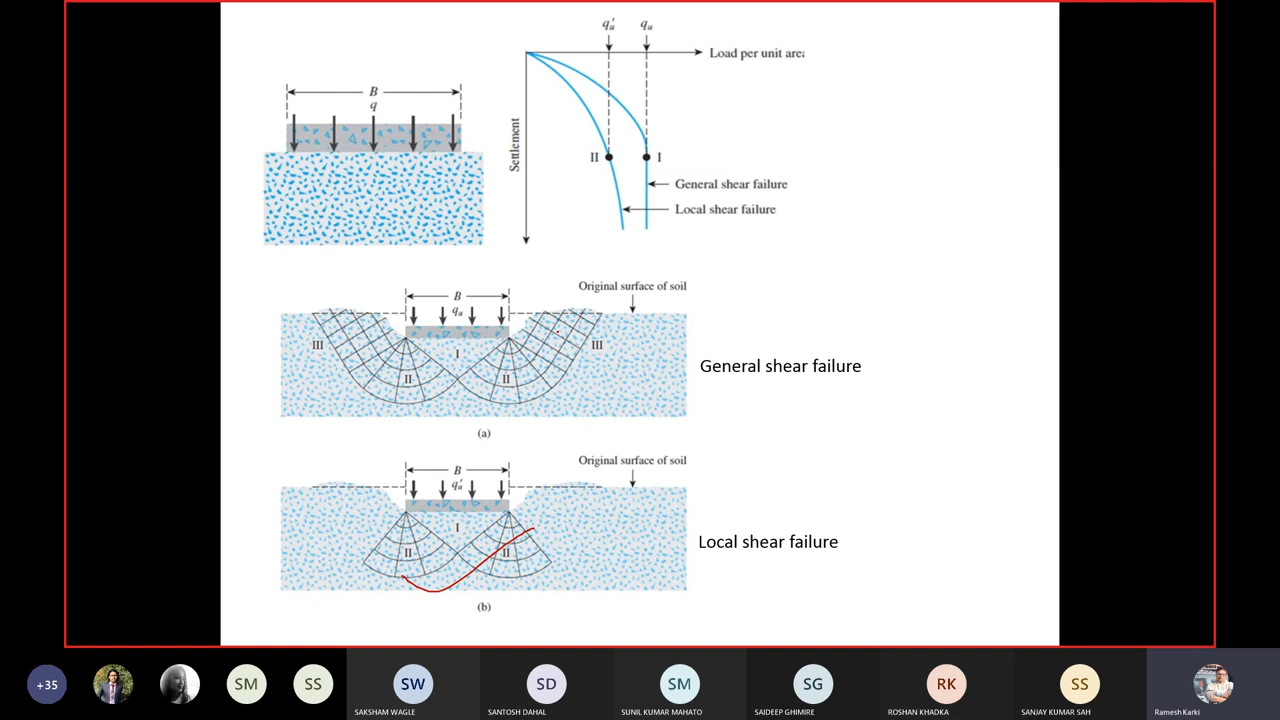 q'u qu
Load per unit area
B
q
Settlement
II I
General shear failure
Local shear failure
Original surface of soil
B
qu
III I III
II II
General shear failure
(a)
Original surface of soil
B
q'u
I
II II
Local shear failure
(b)
+35 SM SS SW SD SM SG RK SS
SAKSHAM WAGLE SANTOSH DAHAL SUNIL KUMAR MAHATO SAIDEEP GHIMIRE ROSHAN KHADKA SANJAY KUMAR SAH Ramesh Karki